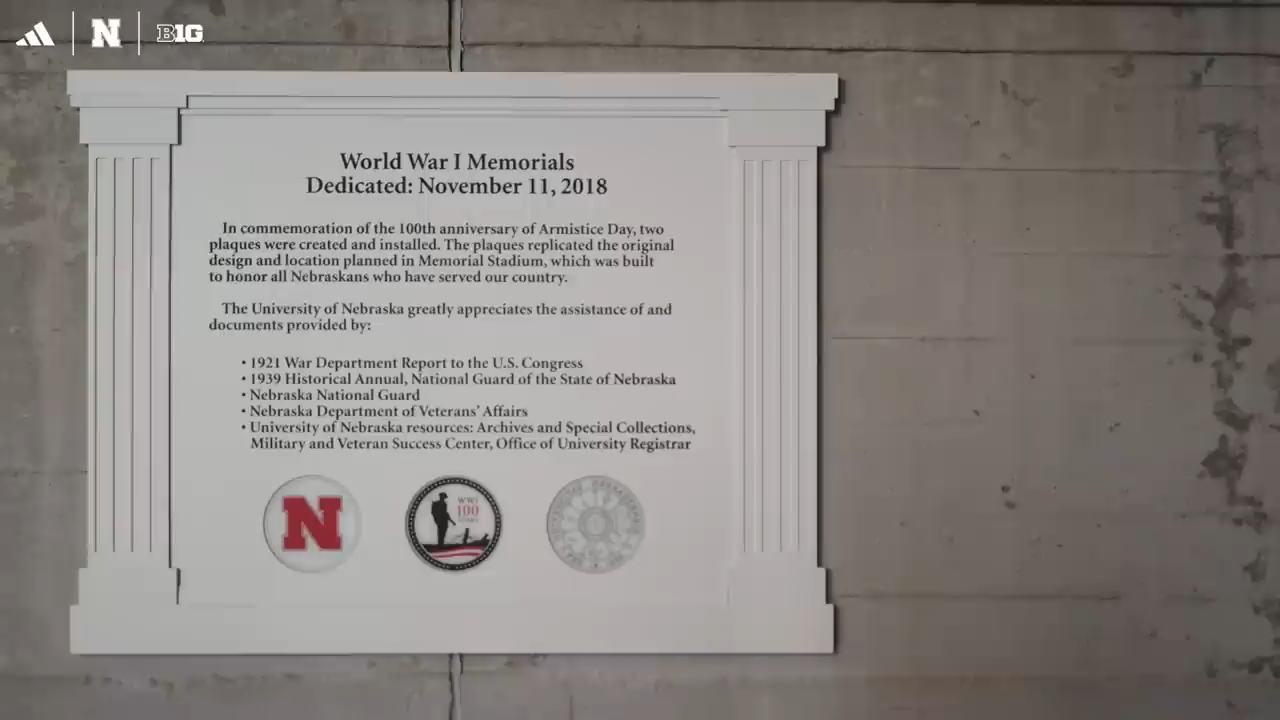 N
B1G
World War I Memorials
Dedicated: November 11, 2018
In commemoration of the 100th anniversary of Armistice Day, two
plaques were created and installed. The plaques replicated the original
design and location planned in Memorial Stadium, which was built
to honor all Nebraskans who have served our country.
The University of Nebraska greatly appreciates the assistance of and
documents provided by:
• 1921 War Department Report to the U.S. Congress
• 1939 Historical Annual, National Guard of the State of Nebraska
• Nebraska National Guard
• Nebraska Department of Veterans' Affairs
• University of Nebraska resources: Archives and Special Collections,
Military and Veteran Success Center, Office of University Registrar
N
WWI
100
YEARS